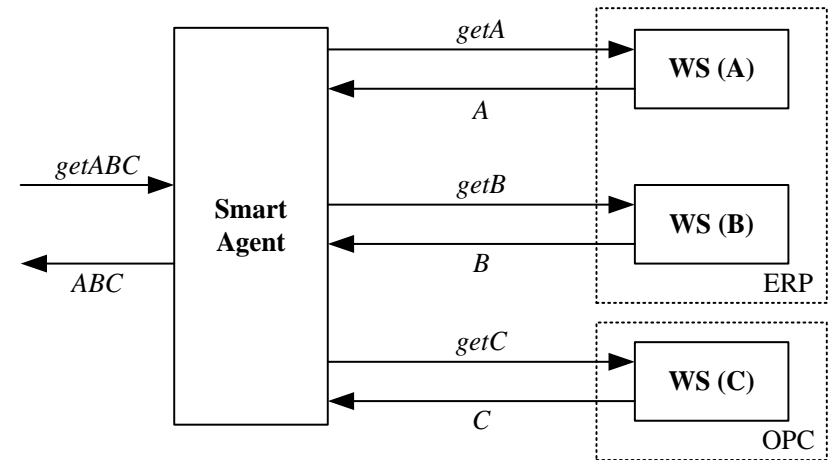 getA
WS (A)
A
getABC
getB
Smart
Agent
WS (B)
B
ABC
ERP
getC
WS (C)
C
OPC